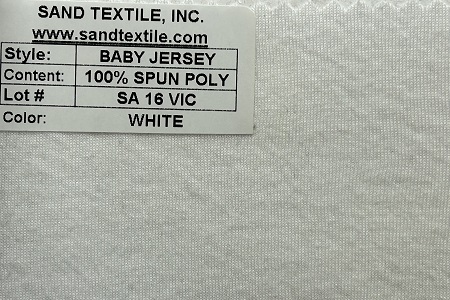 SAND TEXTILE, INC.
www.sandtextile.com
Style: BABY JERSEY
Content: 100% SPUN POLY
Lot # SA 16 VIC
Color: WHITE